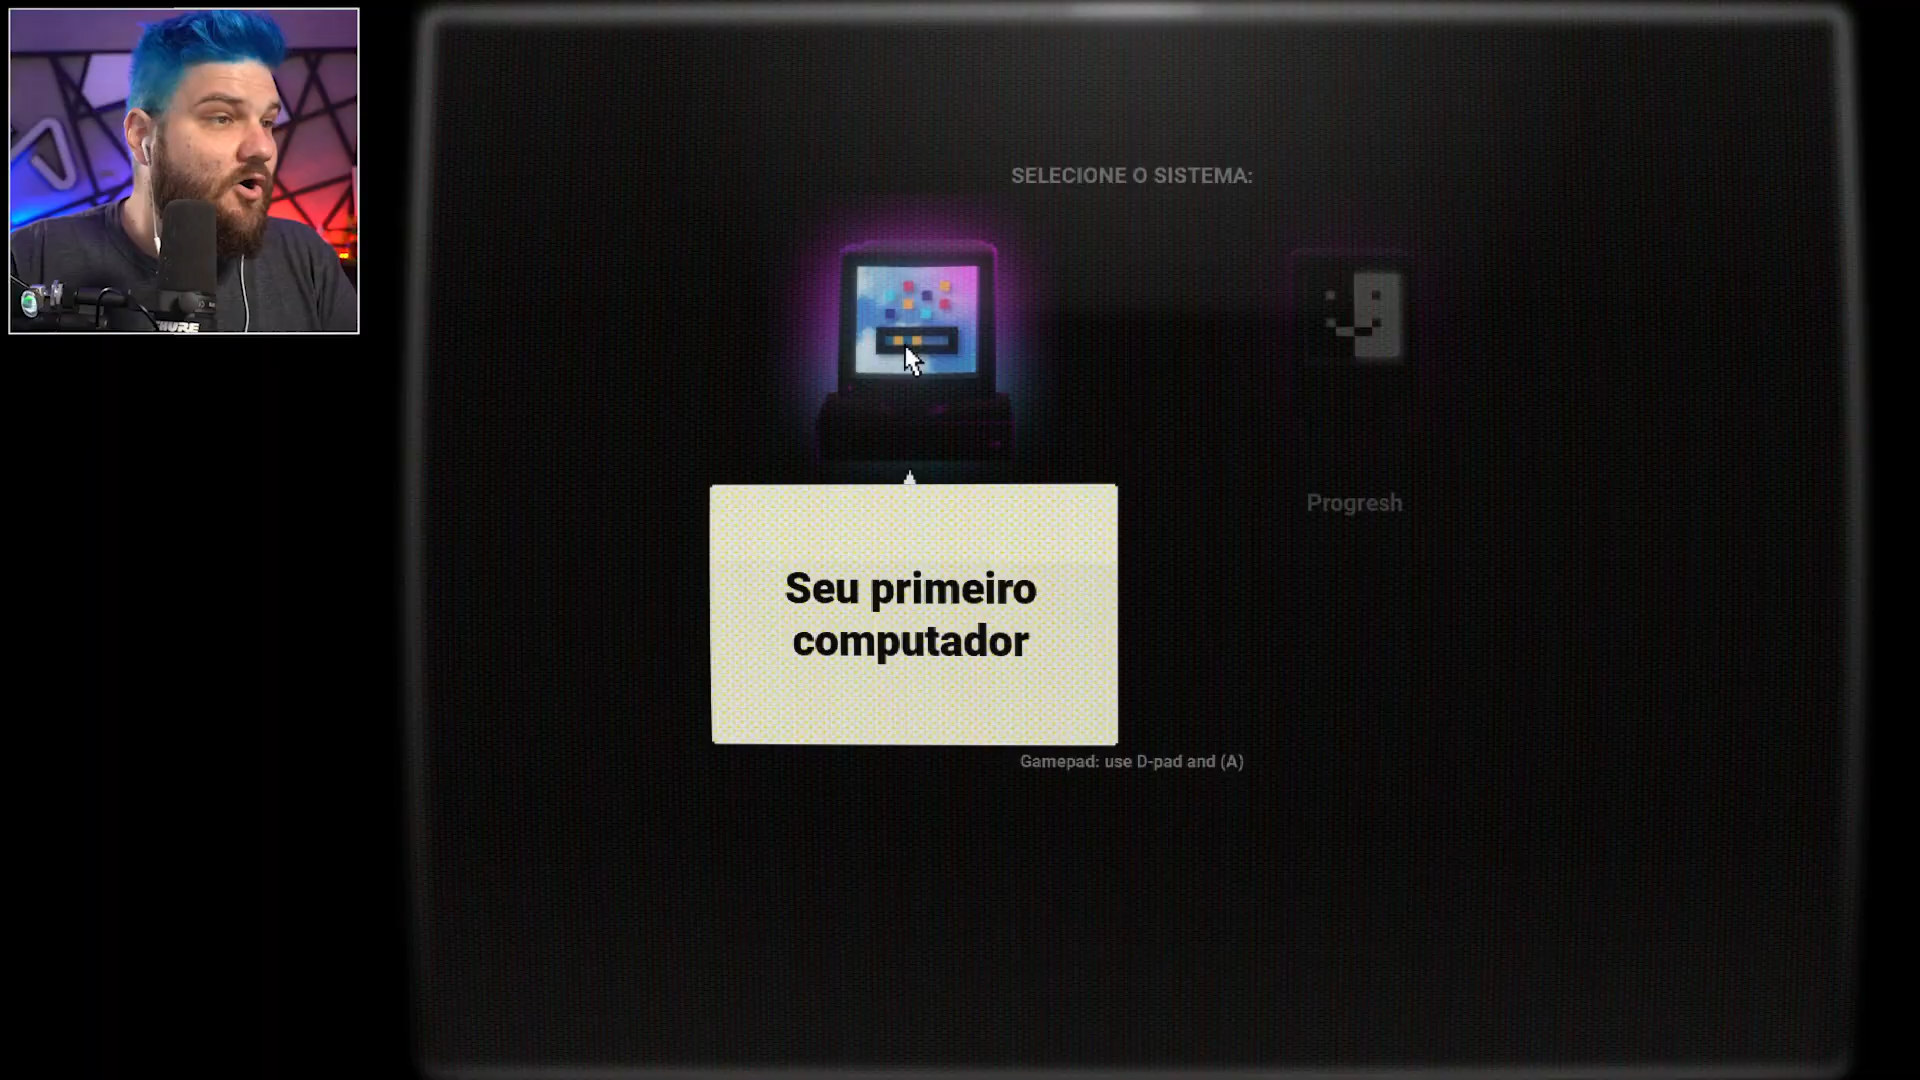 SELECIONE O SISTEMA:
Progresh
Seu primeiro
computador
Gamepad: use D-pad and (A)